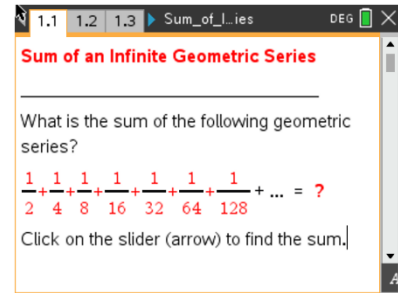 1.1 1.2 1.3 Sum_of_I...ies DEG
Sum of an Infinite Geometric Series
What is the sum of the following geometric
series?
1/2 + 1/4 + 1/8 + 1/16 + 1/32 + 1/64 + 1/128 + ... = ?
Click on the slider (arrow) to find the sum.